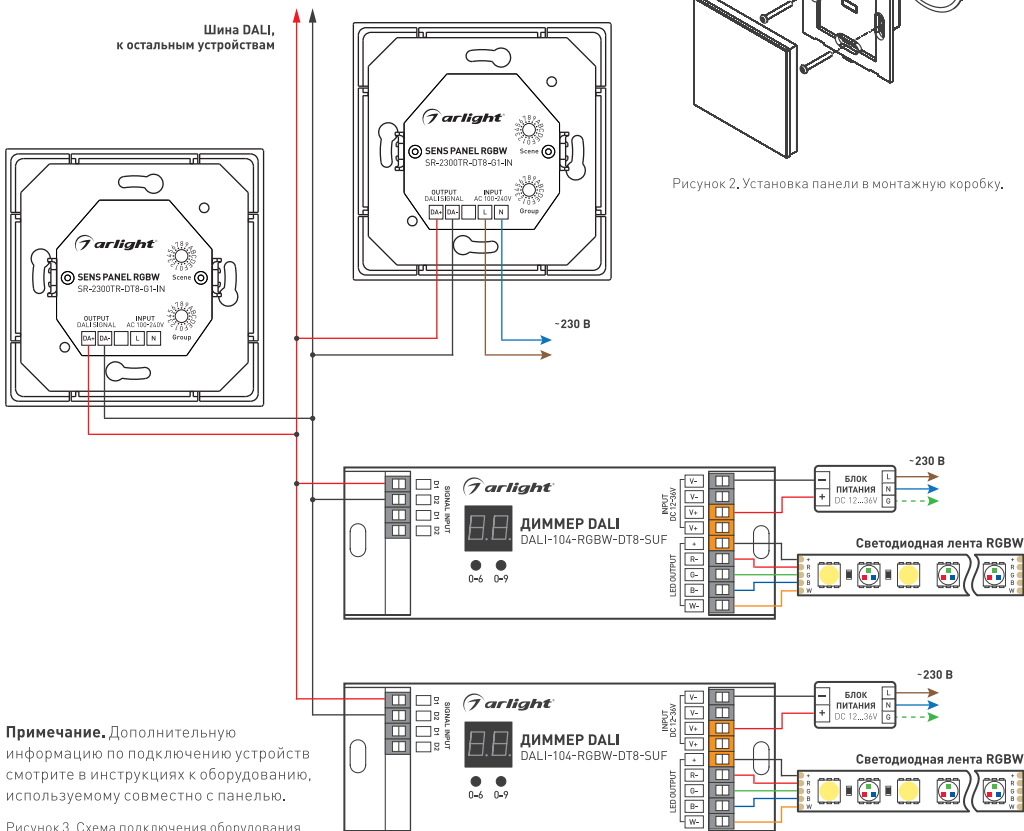 Шина DALI,
к остальным устройствам
arlight
SENS PANEL RGBW
SR-2300TR-DT8-G1-IN
Scene
OUTPUT
DALI SIGNAL
INPUT
AC 100-240V
DA+ DA- L N
Group
Рисунок 2. Установка панели в монтажную коробку.
arlight
SENS PANEL RGBW
SR-2300TR-DT8-G1-IN
Scene
OUTPUT
DALI SIGNAL
INPUT
AC 100-240V
DA+ DA- L N
Group
~230 В
arlight
ДИММЕР DALI
DALI-104-RGBW-DT8-SUF
0-6 0-9
D1
D2
D1
D2
SIGNAL INPUT
INPUT
DC 12-36V
V-
V-
V+
V+
LED OUTPUT
+
R-
G-
B-
W-
~230 В
БЛОК
ПИТАНИЯ
DC 12...36V
–
+
L
N
G
Светодиодная лента RGBW
+
R
G
B
W
+
R
G
B
W
arlight
ДИММЕР DALI
DALI-104-RGBW-DT8-SUF
0-6 0-9
D1
D2
D1
D2
SIGNAL INPUT
INPUT
DC 12-36V
V-
V-
V+
V+
LED OUTPUT
+
R-
G-
B-
W-
~230 В
БЛОК
ПИТАНИЯ
DC 12...36V
–
+
L
N
G
Светодиодная лента RGBW
+
R
G
B
W
+
R
G
B
W
Примечание. Дополнительную
информацию по подключению устройств
смотрите в инструкциях к оборудованию,
используемому совместно с панелью.
Рисунок 3. Схема подключения оборудования